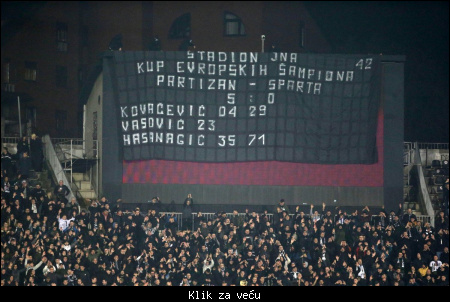 STADION JNA
42
KUP EVROPSKIH ŠAMPIONA
PARTIZAN - SPARTA
5 : 0
KOVAČEVIĆ 04 29
VASOVIĆ 23
HASANAGIĆ 35 71
Klik za veću